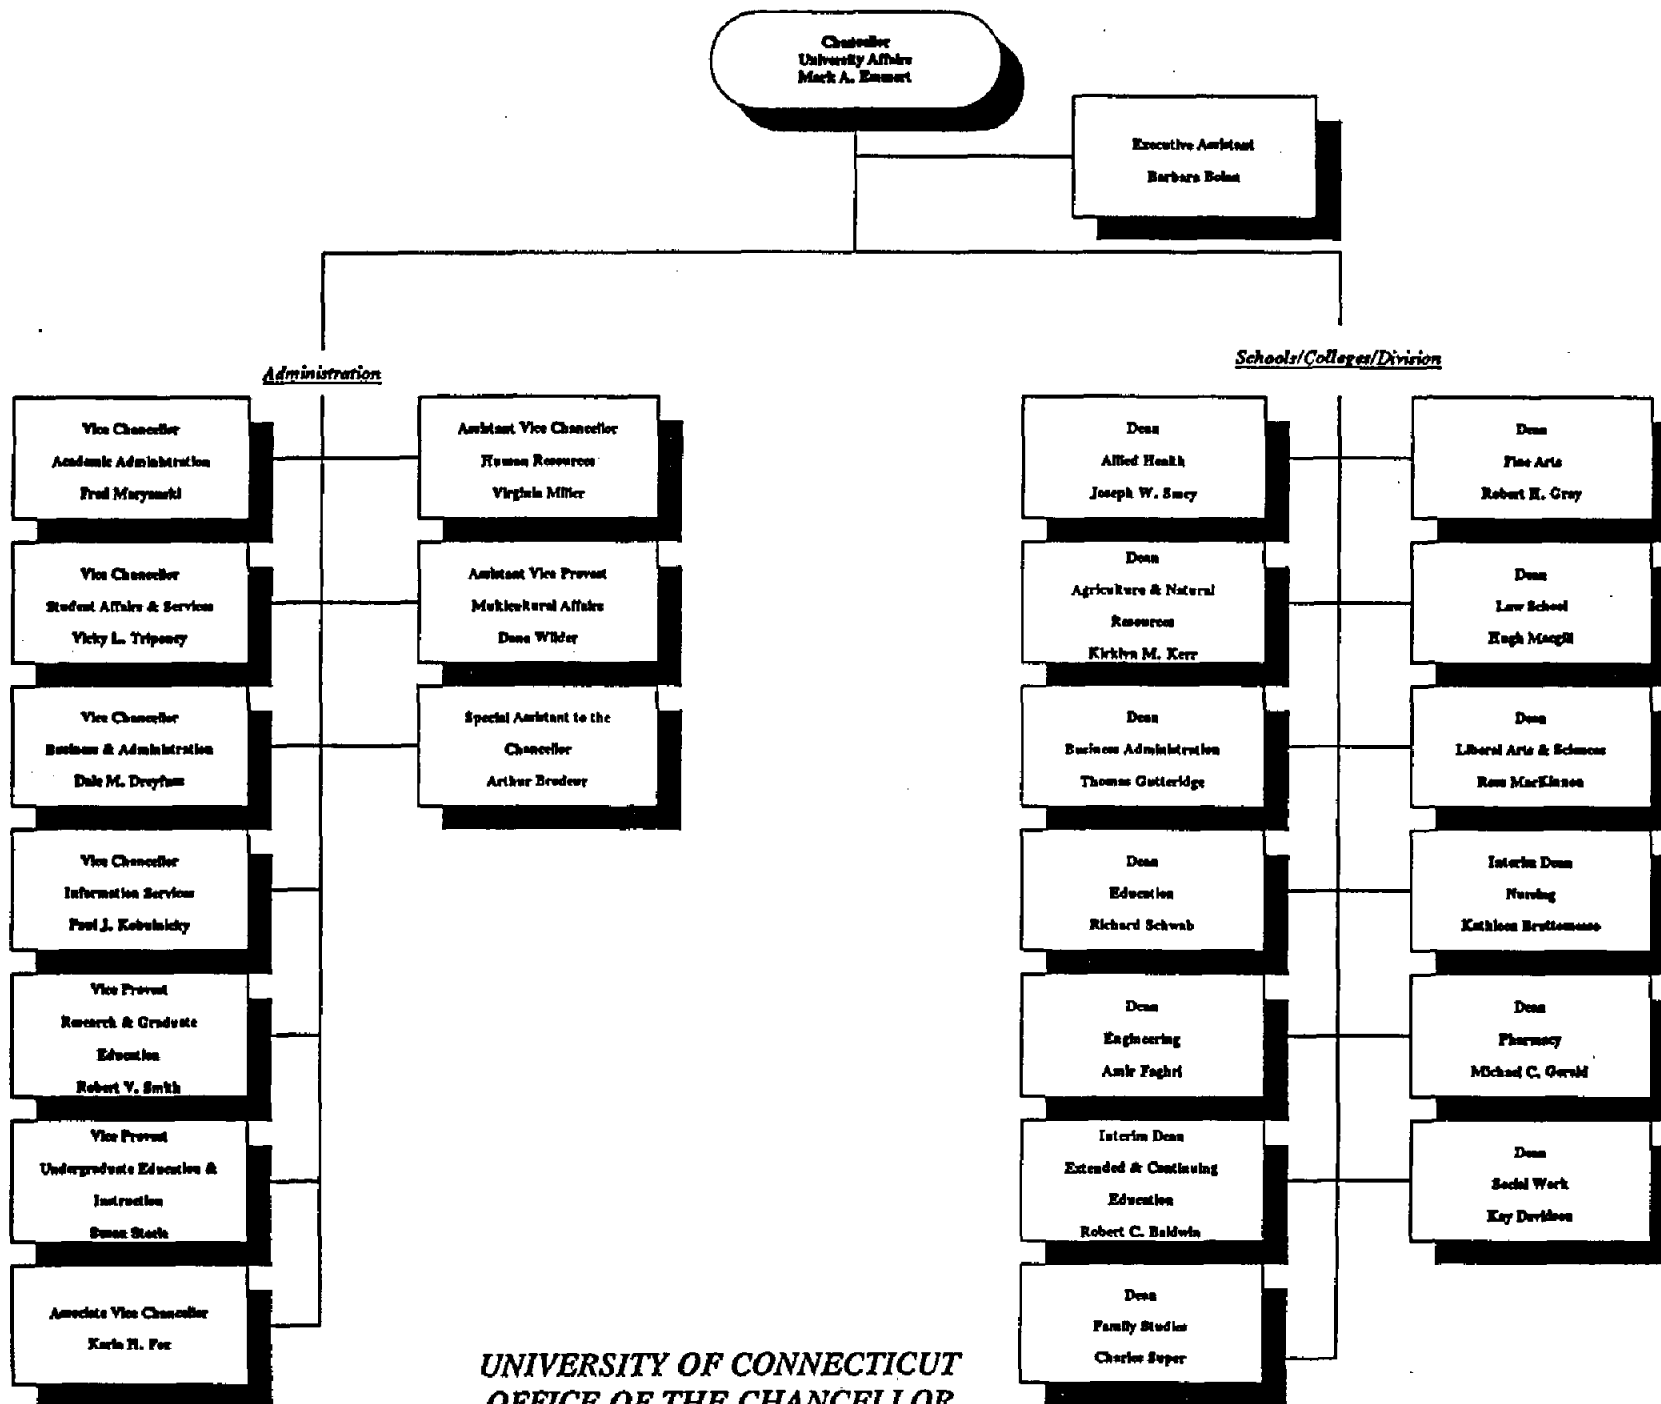 Chancellor
University Affairs
Mark A. Emmert
Executive Assistant
Barbara
Administration
Schools/Colleges/Division
Vice Chancellor
Academic Administration
Fred Maryanski
Assistant Vice Chancellor
Human Resources
Virginia Miller
Vice Chancellor
Student Affairs & Services
Vicky L. Triponey
Assistant Vice Provost
Multicultural Affairs
Wilder
Vice Chancellor
Business & Administration
Dale M. Dreyfuss
Special Assistant to the
Chancellor
Arthur Brodeur
Vice Chancellor
Information Services
Paul J. Kobulnicky
Vice Provost
Research & Graduate
Education
Robert V. Smith
Vice Provost
Undergraduate Education &
Instruction
Susan Steele
Associate Vice Chancellor
Karla H. Fox
Dean
Allied Health
Joseph W. Smey
Dean
Fine Arts
Robert H. Gray
Dean
Agriculture & Natural
Resources
Kirklyn M. Kerr
Dean
Law School
Hugh Macgill
Dean
Business Administration
Thomas Gutteridge
Dean
Liberal Arts & Sciences
Ross MacKinnon
Dean
Education
Richard Schwab
Interim Dean
Nursing
Kathleen Bruttomesso
Dean
Engineering
Amir Faghri
Dean
Pharmacy
Michael C. Gerald
Interim Dean
Extended & Continuing
Education
Robert C. Baldwin
Dean
Social Work
Kay Davidson
Dean
Family Studies
Charles Super
UNIVERSITY OF CONNECTICUT
OFFICE OF THE CHANCELLOR